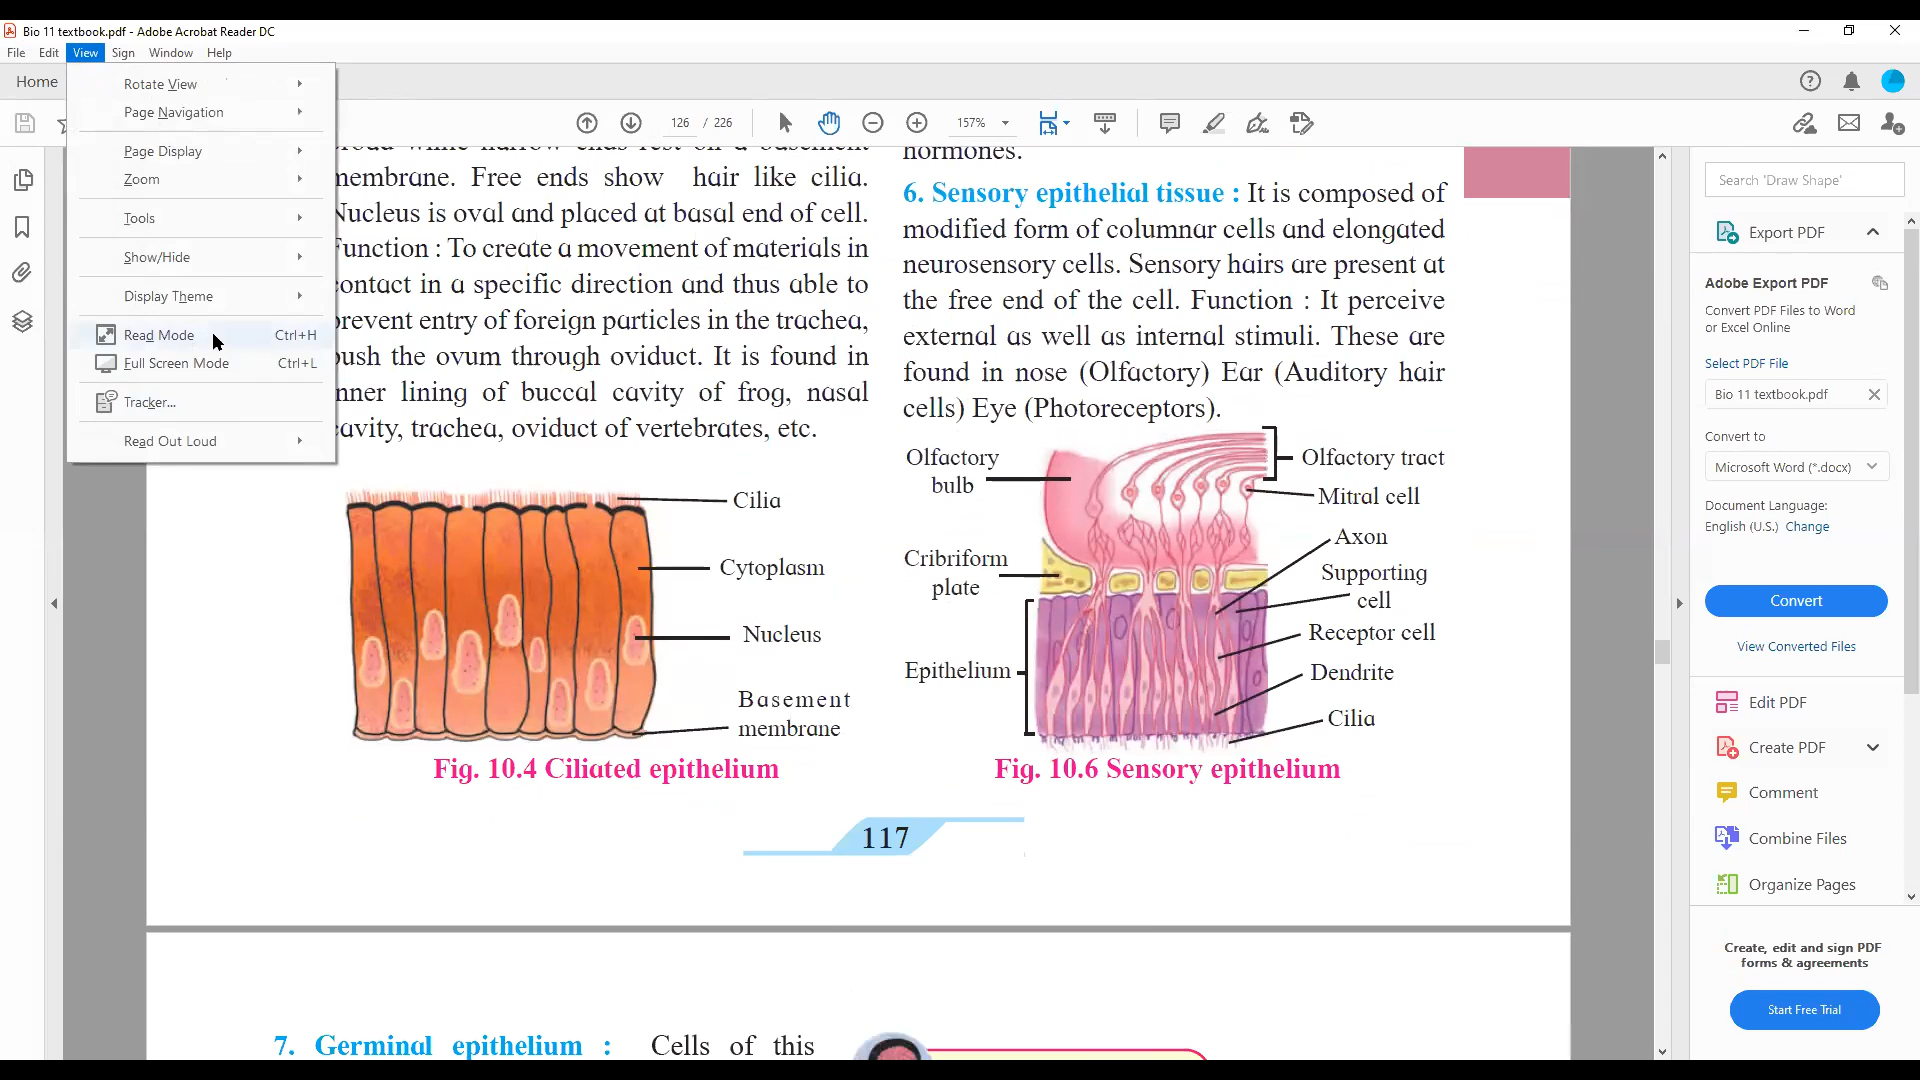 Bio 11 textbook.pdf - Adobe Acrobat Reader DC
File Edit View Sign Window Help
Home
Rotate View
Page Navigation
Page Display
Zoom
Tools
Show/Hide
Display Theme
Read Mode Ctrl+H
Full Screen Mode Ctrl+L
Tracker...
Read Out Loud
126 / 226
157%
membrane. Free ends show hair like cilia.
Nucleus is oval and placed at basal end of cell.
Function : To create a movement of materials in
contact in a specific direction and thus able to
prevent entry of foreign particles in the trachea,
push the ovum through oviduct. It is found in
inner lining of buccal cavity of frog, nasal
cavity, trachea, oviduct of vertebrates, etc.
Cilia
Cytoplasm
Nucleus
Basement
membrane
Fig. 10.4 Ciliated epithelium
hormones.
6. Sensory epithelial tissue : It is composed of
modified form of columnar cells and elongated
neurosensory cells. Sensory hairs are present at
the free end of the cell. Function : It perceive
external as well as internal stimuli. These are
found in nose (Olfactory) Ear (Auditory hair
cells) Eye (Photoreceptors).
Olfactory
bulb
Cribriform
plate
Epithelium
Olfactory tract
Mitral cell
Axon
Supporting
cell
Receptor cell
Dendrite
Cilia
Fig. 10.6 Sensory epithelium
117
7. Germinal epithelium : Cells of this
Search 'Draw Shape'
Export PDF
Adobe Export PDF
Convert PDF Files to Word
or Excel Online
Select PDF File
Bio 11 textbook.pdf
Convert to
Microsoft Word (*.docx)
Document Language:
English (U.S.) Change
Convert
View Converted Files
Edit PDF
Create PDF
Comment
Combine Files
Organize Pages
Create, edit and sign PDF
forms & agreements
Start Free Trial